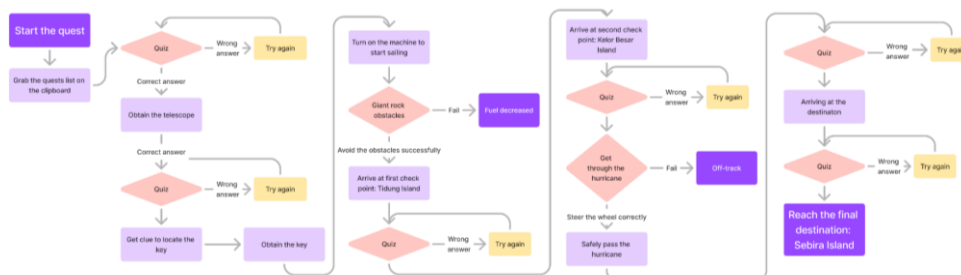 Start the quest
Grab the quests list on
the clipboard
Quiz
Wrong
answer
Try again
Correct answer
Obtain the telescope
Correct answer
Quiz
Wrong
answer
Try again
Get clue to locate the
key
Obtain the key
Turn on the machine to
start sailing
Giant rock
obstacles
Fail
Fuel decreased
Avoid the obstacles successfully
Arrive at first check
point: Tidung Island
Quiz
Wrong
answer
Try again
Arrive at second check
point: Kelor Besar
Island
Quiz
Wrong
answer
Try again
Get
through the
hurricane
Fail
Off-track
Steer the wheel correctly
Safely pass the
hurricane
Quiz
Wrong
answer
Try again
Arriving at the
destinaton
Quiz
Wrong
answer
Try again
Reach the final
destination:
Sebira Island